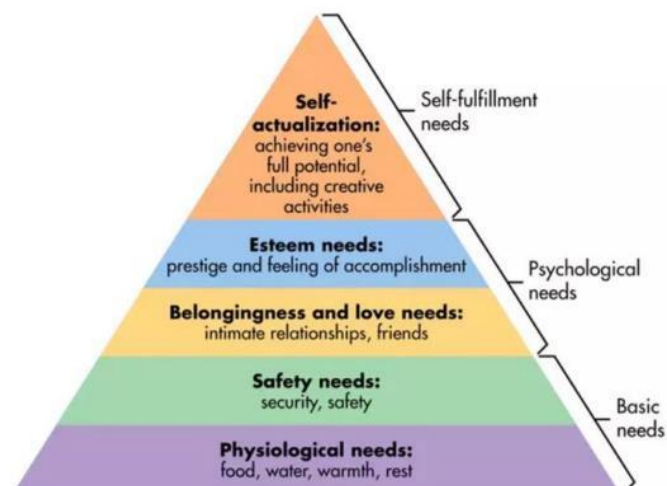 Self-
actualization:
achieving one's
full potential,
including creative
activities
Self-fulfillment
needs
Esteem needs:
prestige and feeling of accomplishment
Psychological
needs
Belongingness and love needs:
intimate relationships, friends
Safety needs:
security, safety
Basic
needs
Physiological needs:
food, water, warmth, rest